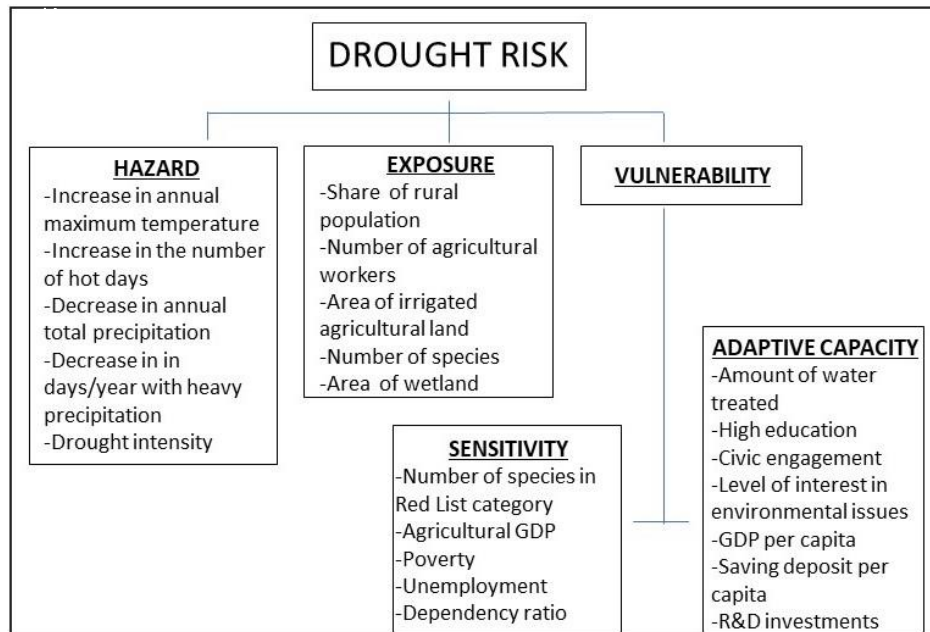 DROUGHT RISK
HAZARD
-Increase in annual
maximum temperature
-Increase in the number
of hot days
-Decrease in annual
total precipitation
-Decrease in in
days/year with heavy
precipitation
-Drought intensity
EXPOSURE
-Share of rural
population
-Number of agricultural
workers
-Area of irrigated
agricultural land
-Number of species
-Area of wetland
VULNERABILITY
SENSITIVITY
-Number of species in
Red List category
-Agricultural GDP
-Poverty
-Unemployment
-Dependency ratio
ADAPTIVE CAPACITY
-Amount of water
treated
-High education
-Civic engagement
-Level of interest in
environmental issues
-GDP per capita
-Saving deposit per
capita
-R&D investments